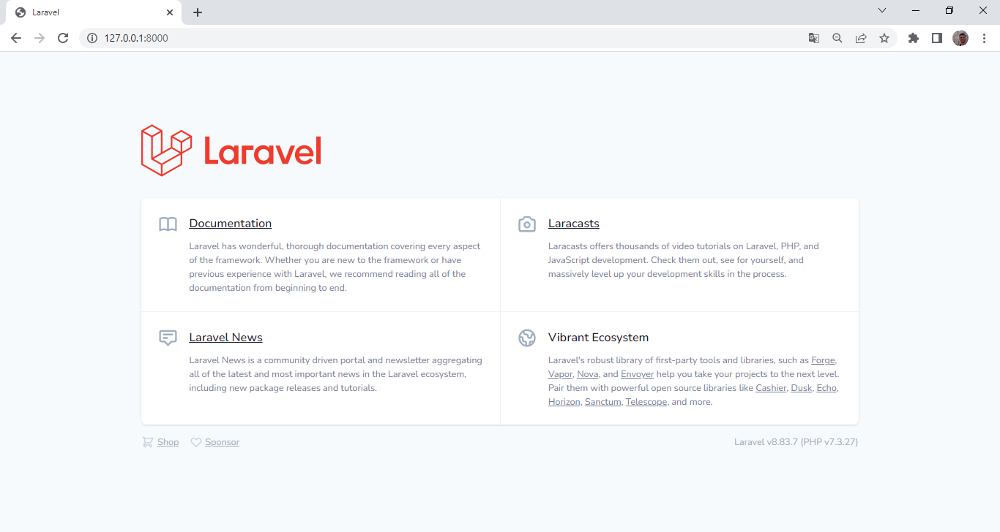 Laravel
127.0.0.1:8000
Laravel
Documentation
Laravel has wonderful, thorough documentation covering every aspect
of the framework. Whether you are new to the framework or have
previous experience with Laravel, we recommend reading all of the
documentation from beginning to end.
Laracasts
Laracasts offers thousands of video tutorials on Laravel, PHP, and
JavaScript development. Check them out, see for yourself, and
massively level up your development skills in the process.
Laravel News
Laravel News is a community driven portal and newsletter aggregating
all of the latest and most important news in the Laravel ecosystem,
including new package releases and tutorials.
Vibrant Ecosystem
Laravel's robust library of first-party tools and libraries, such as Forge,
Vapor, Nova, and Envoyer help you take your projects to the next level.
Pair them with powerful open source libraries like Cashier, Dusk, Echo,
Horizon, Sanctum, Telescope, and more.
Shop Sponsor Laravel v8.83.7 (PHP v7.3.27)